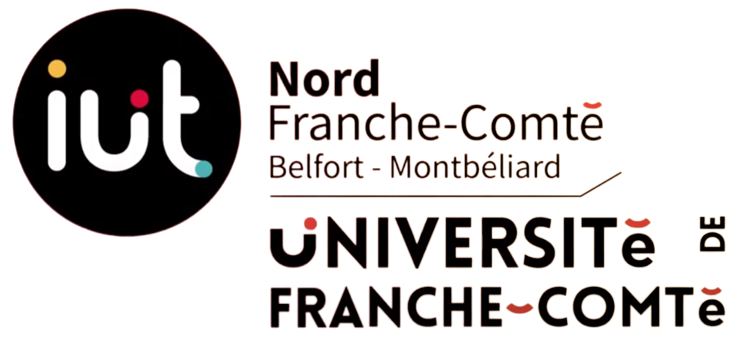 iut
Nord
Franche-Comté
Belfort - Montbéliard
UNIVERSITé DE
FRANCHE-COMTé